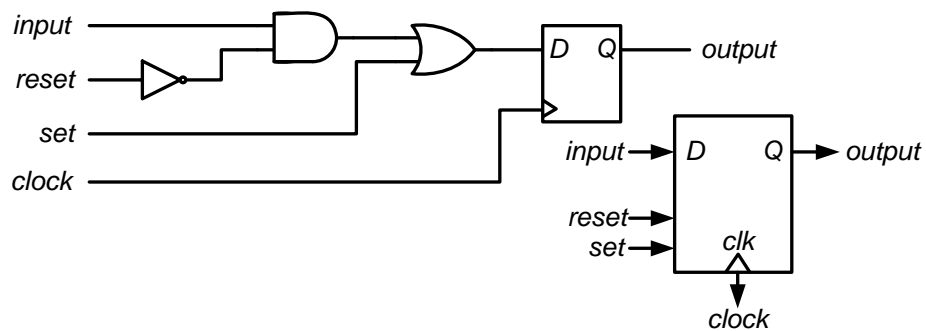 input
reset
set
clock
D Q
output
input
reset
set
D Q
clk
output
clock